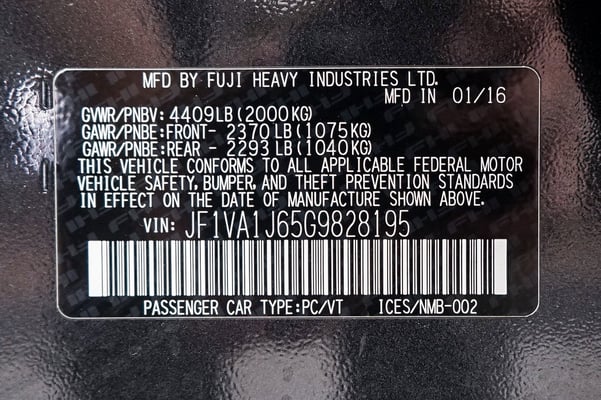 MFD BY FUJI HEAVY INDUSTRIES LTD.
MFD IN 01/16
GVWR/PNBV: 4409LB(2000KG)
GAWR/PNBE:FRONT- 2370LB(1075KG)
GAWR/PNBE:REAR - 2293LB(1040KG)
THIS VEHICLE CONFORMS TO ALL APPLICABLE FEDERAL MOTOR
VEHICLE SAFETY, BUMPER, AND THEFT PREVENTION STANDARDS
IN EFFECT ON THE DATE OF MANUFACTURE SHOWN ABOVE.
VIN: JF1VA1J65G9828195
PASSENGER CAR TYPE:PC/VT ICES/NMB-002